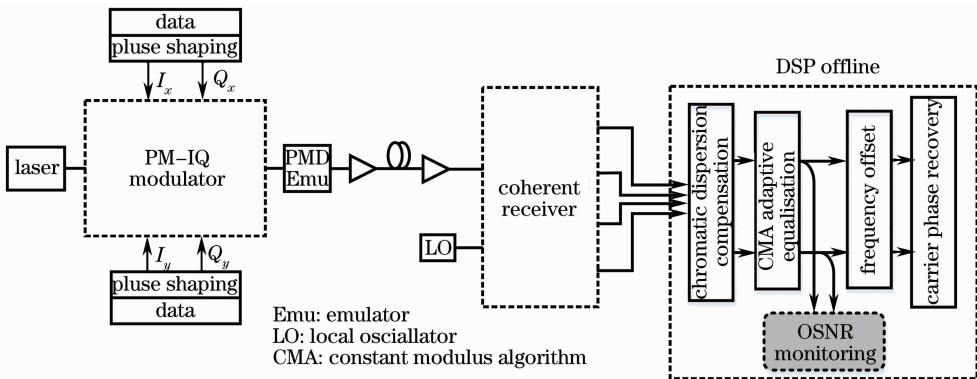 data
pluse shaping
I_x
Q_x
laser
PM-IQ
modulator
I_y
Q_y
pluse shaping
data
PMD
Emu
LO
coherent
receiver
DSP offline
chromatic dispersion
compensation
CMA adaptive
equalisation
frequency offset
carrier phase recovery
OSNR
monitoring
Emu: emulator
LO: local osciallator
CMA: constant modulus algorithm